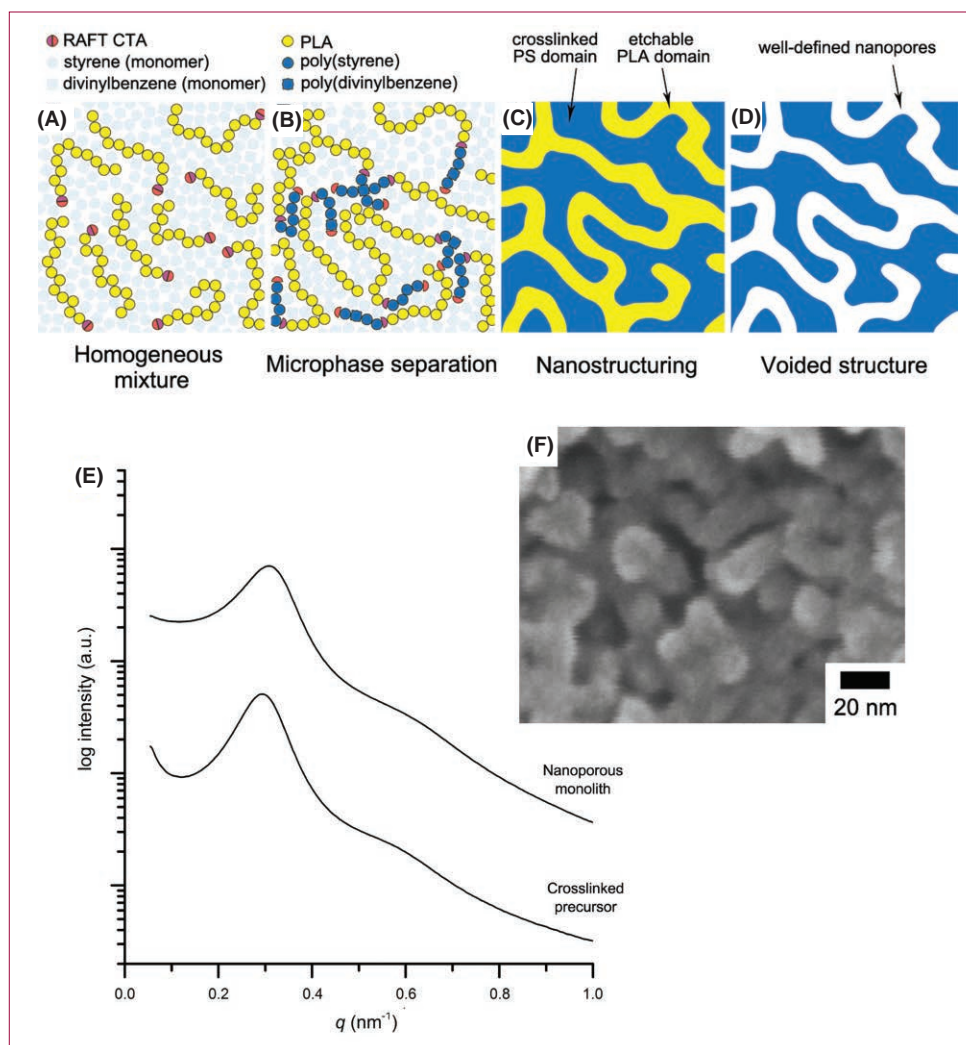 RAFT CTA
styrene (monomer)
divinylbenzene (monomer)
PLA
poly(styrene)
poly(divinylbenzene)
crosslinked
PS domain
etchable
PLA domain
well-defined nanopores
(A)
(B)
(C)
(D)
Homogeneous
mixture
Microphase separation
Nanostructuring
Voided structure
(E)
log intensity (a.u.)
0.0 0.2 0.4 0.6 0.8 1.0
q (nm⁻¹)
Nanoporous
monolith
Crosslinked
precursor
(F)
20 nm